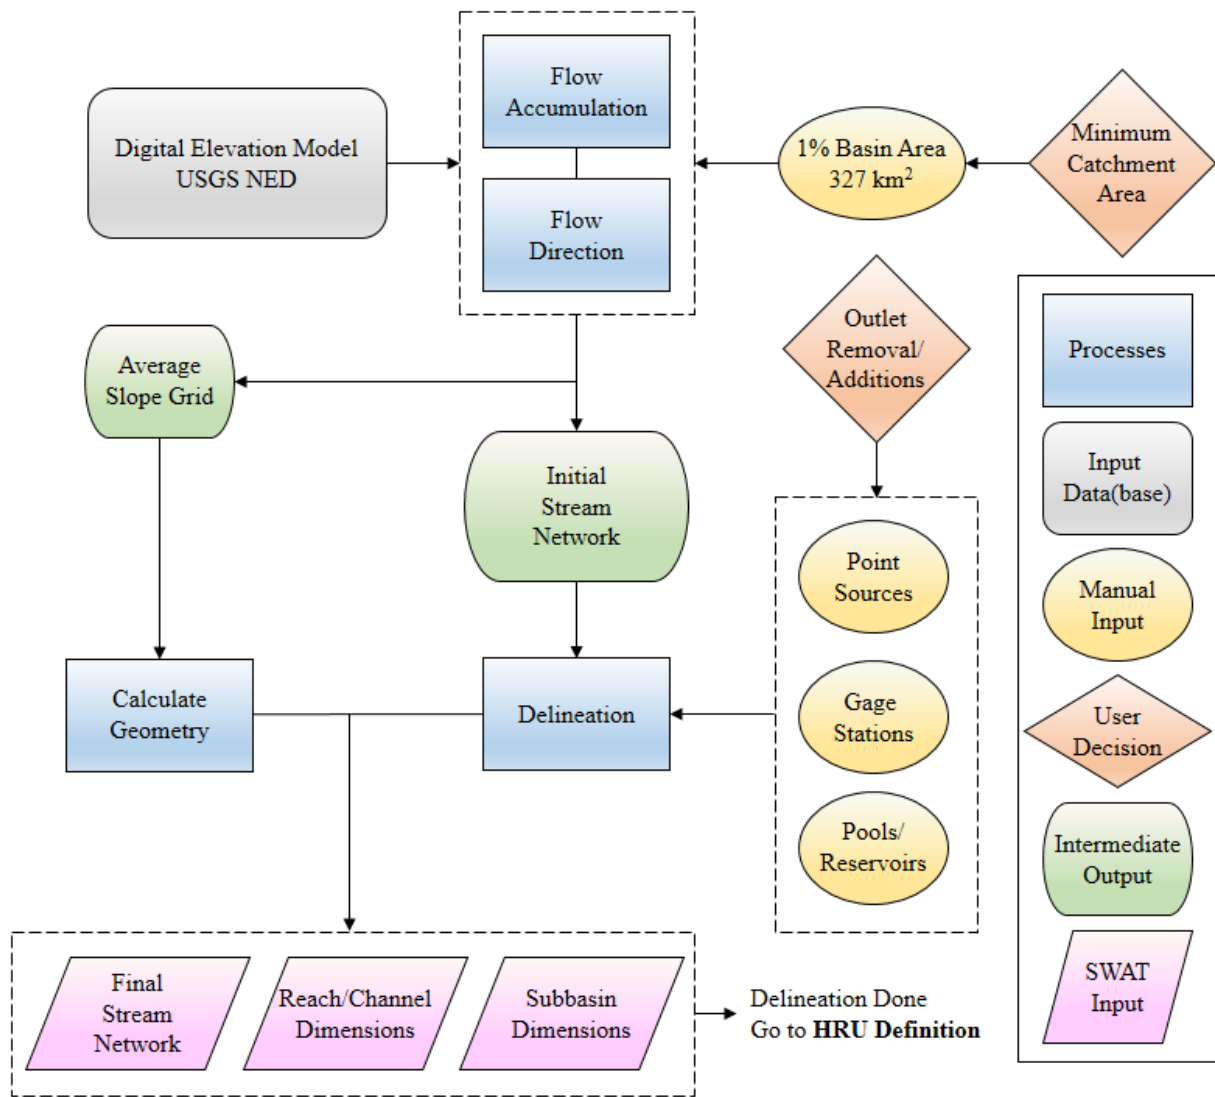 Flow
Accumulation
Digital Elevation Model
USGS NED
1% Basin Area
327 km²
Minimum
Catchment
Area
Flow
Direction
Outlet
Removal/
Additions
Average
Slope Grid
Initial
Stream
Network
Point
Sources
Calculate
Geometry
Delineation
Gage
Stations
Pools/
Reservoirs
Final
Stream
Network
Reach/Channel
Dimensions
Subbasin
Dimensions
Delineation Done
Go to HRU Definition
Processes
Input
Data(base)
Manual
Input
User
Decision
Intermediate
Output
SWAT
Input